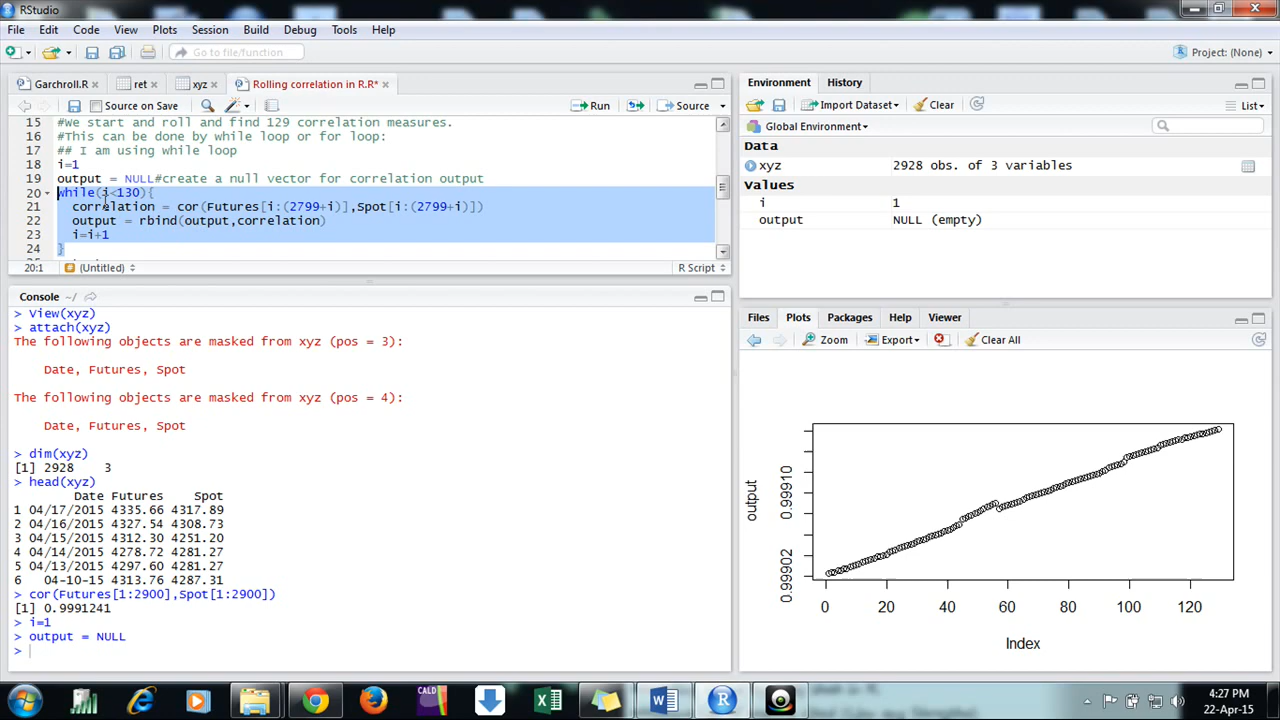 RStudio
File Edit Code View Plots Session Build Debug Tools Help
Go to file/function
Project: (None)
Garchroll.R ret xyz Rolling correlation in R.R*
Source on Save Run Source
15 #we start and roll and find 129 correlation measures.
16 #This can be done by while loop or for loop:
17 ## I am using while loop
18 i=1
19 output = NULL#create a null vector for correlation output
20 while(i<130){
21 correlation = cor(Futures[i:(2799+i)],Spot[i:(2799+i)])
22 output = rbind(output,correlation)
23 i=i+1
24 }
20:1 (Untitled) R Script
Console ~/
> View(xyz)
> attach(xyz)
The following objects are masked from xyz (pos = 3):
Date, Futures, Spot
The following objects are masked from xyz (pos = 4):
Date, Futures, Spot
> dim(xyz)
[1] 2928 3
> head(xyz)
Date Futures Spot
1 04/17/2015 4335.66 4317.89
2 04/16/2015 4327.54 4308.73
3 04/15/2015 4312.30 4251.20
4 04/14/2015 4278.72 4281.27
5 04/13/2015 4297.60 4281.27
6 04-10-15 4313.76 4287.31
> cor(Futures[1:2900],Spot[1:2900])
[1] 0.9991241
> i=1
> output = NULL
>
Environment History
Import Dataset Clear List
Global Environment
Data
xyz 2928 obs. of 3 variables
Values
i 1
output NULL (empty)
Files Plots Packages Help Viewer
Zoom Export Clear All
output
0.99910
0.99902
0 20 40 60 80 100 120
Index
CALD
4:27 PM
22-Apr-15